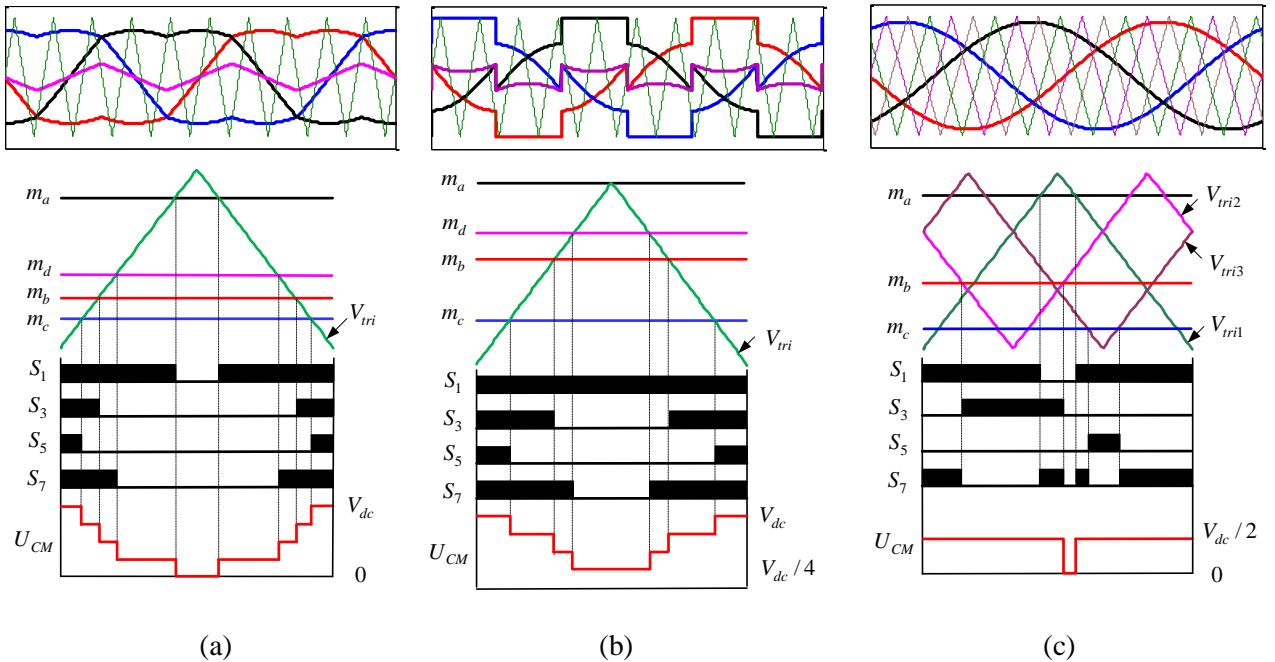 m_a
m_d
m_b
m_c
V_tri
S_1
S_3
S_5
S_7
V_dc
U_CM
0
(a)
m_a
m_d
m_b
m_c
V_tri
S_1
S_3
S_5
S_7
V_dc
U_CM
V_dc / 4
(b)
m_a
V_tri2
V_tri3
m_b
m_c
V_tri1
S_1
S_3
S_5
S_7
V_dc / 2
U_CM
0
(c)